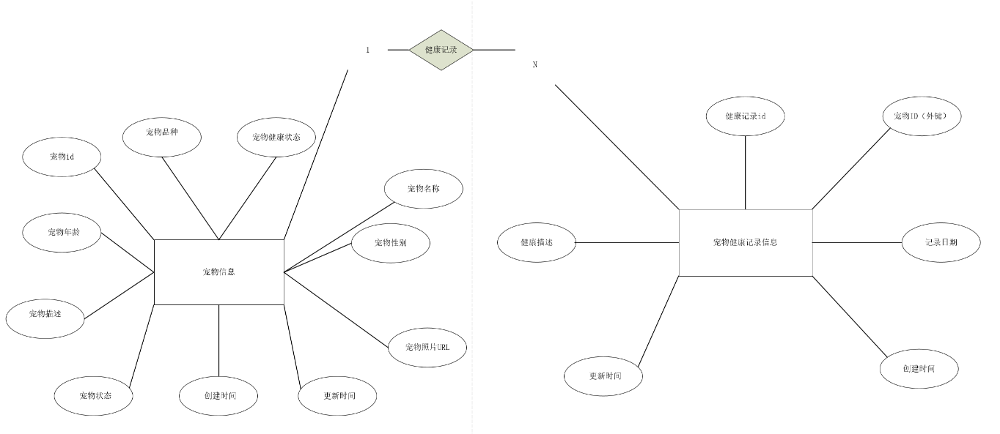 健康记录
1
N
健康记录id
宠物ID（外键）
宠物品种
宠物健康状态
宠物id
宠物名称
宠物年龄
宠物性别
健康描述
宠物健康记录信息
记录日期
宠物信息
宠物描述
宠物照片URL
创建时间
更新时间
宠物状态
创建时间
更新时间